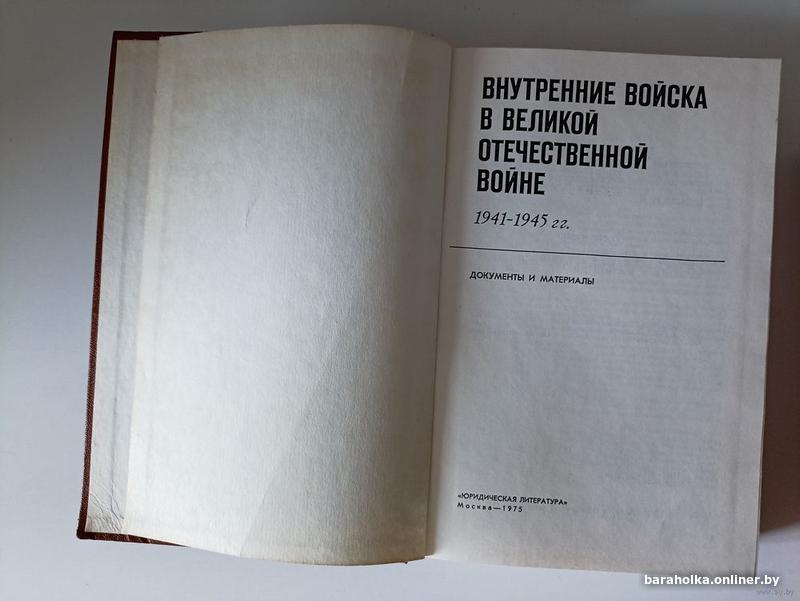 ВНУТРЕННИЕ ВОЙСКА
В ВЕЛИКОЙ
ОТЕЧЕСТВЕННОЙ
ВОЙНЕ
1941-1945 гг.
ДОКУМЕНТЫ И МАТЕРИАЛЫ
«ЮРИДИЧЕСКАЯ ЛИТЕРАТУРА»
Москва—1975
baraholka.onliner.by